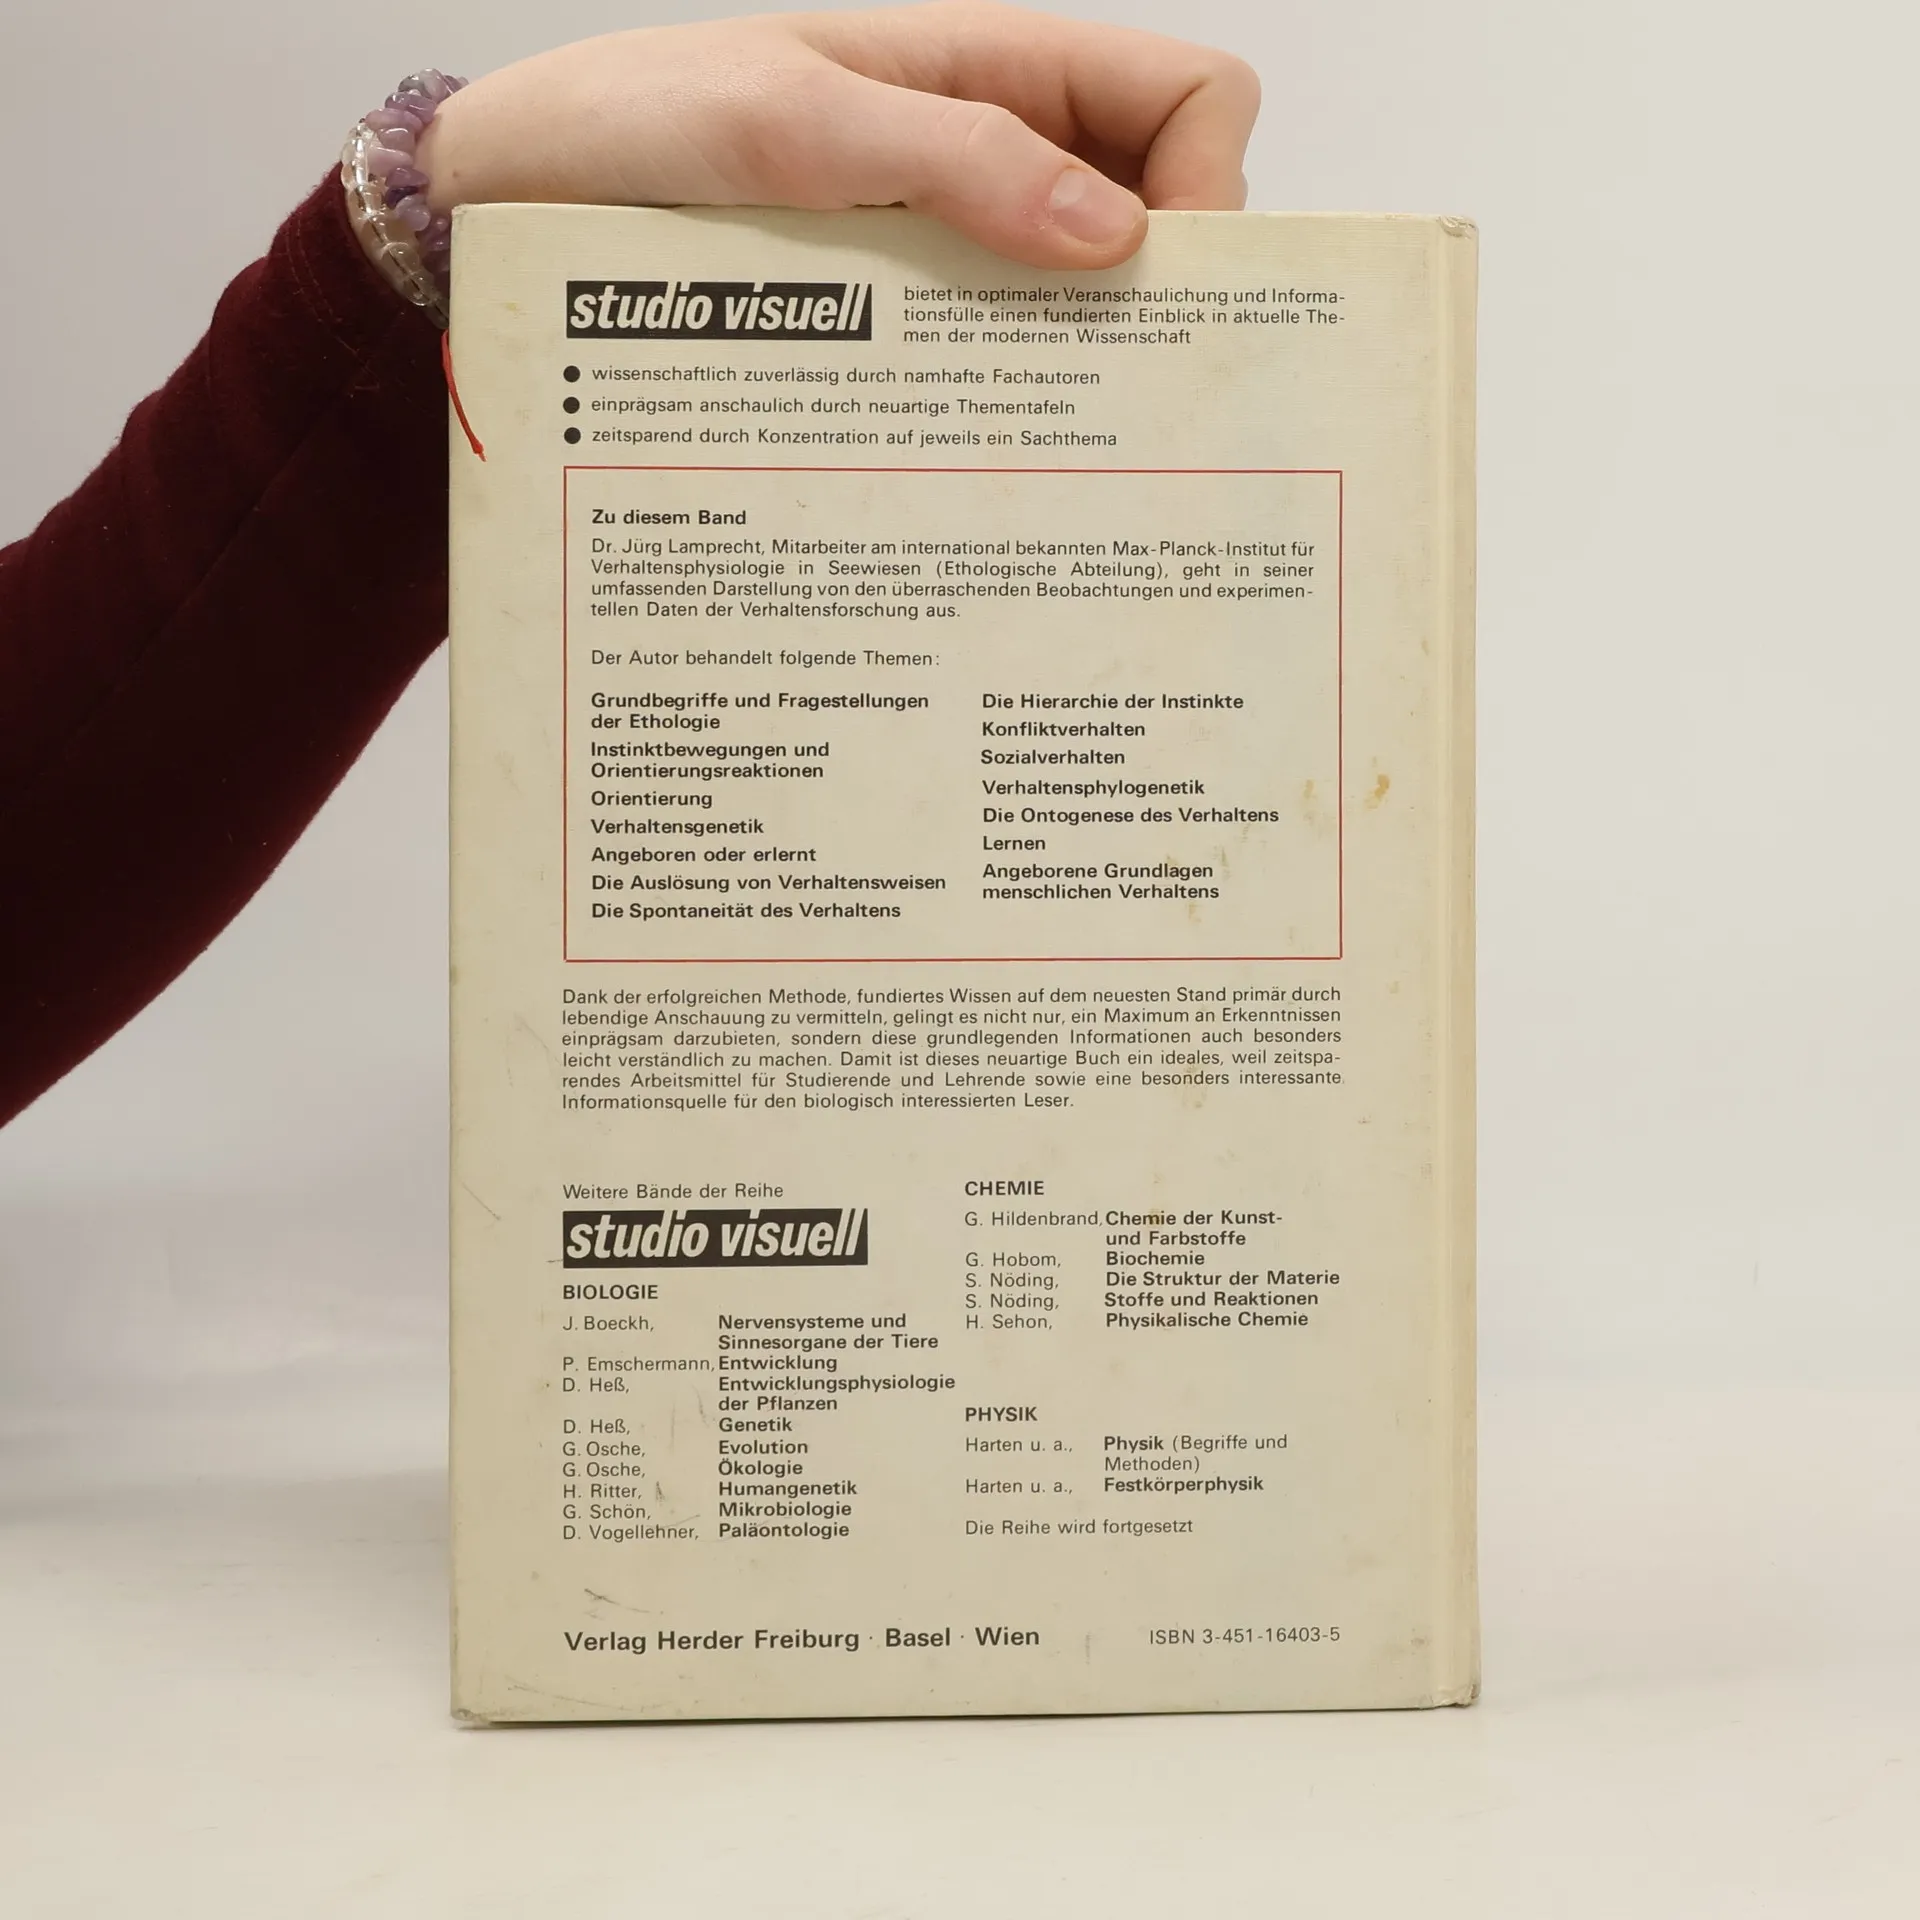 studio visuell
bietet in optimaler Veranschaulichung und Informa-
tionsfülle einen fundierten Einblick in aktuelle The-
men der modernen Wissenschaft
● wissenschaftlich zuverlässig durch namhafte Fachautoren
● einprägsam anschaulich durch neuartige Thementafeln
● zeitsparend durch Konzentration auf jeweils ein Sachthema
Zu diesem Band
Dr. Jürg Lamprecht, Mitarbeiter am international bekannten Max-Planck-Institut für
Verhaltensphysiologie in Seewiesen (Ethologische Abteilung), geht in seiner
umfassenden Darstellung von den überraschenden Beobachtungen und experimen-
tellen Daten der Verhaltensforschung aus.
Der Autor behandelt folgende Themen:
Grundbegriffe und Fragestellungen
der Ethologie
Instinktbewegungen und
Orientierungsreaktionen
Orientierung
Verhaltensgenetik
Angeboren oder erlernt
Die Auslösung von Verhaltensweisen
Die Spontaneität des Verhaltens
Die Hierarchie der Instinkte
Konfliktverhalten
Sozialverhalten
Verhaltensphylogenetik
Die Ontogenese des Verhaltens
Lernen
Angeborene Grundlagen
menschlichen Verhaltens
Dank der erfolgreichen Methode, fundiertes Wissen auf dem neuesten Stand primär durch
lebendige Anschauung zu vermitteln, gelingt es nicht nur, ein Maximum an Erkenntnissen
einprägsam darzubieten, sondern diese grundlegenden Informationen auch besonders
leicht verständlich zu machen. Damit ist dieses neuartige Buch ein ideales, weil zeitspa-
rendes Arbeitsmittel für Studierende und Lehrende sowie eine besonders interessante
Informationsquelle für den biologisch interessierten Leser.
Weitere Bände der Reihe
studio visuell
BIOLOGIE
J. Boeckh, Nervensysteme und
Sinnesorgane der Tiere
P. Emschermann, Entwicklung
D. Heß, Entwicklungsphysiologie
der Pflanzen
D. Heß, Genetik
G. Osche, Evolution
G. Osche, Ökologie
H. Ritter, Humangenetik
G. Schön, Mikrobiologie
D. Vogellehner, Paläontologie
CHEMIE
G. Hildenbrand, Chemie der Kunst-
und Farbstoffe
G. Hobom, Biochemie
S. Nöding, Die Struktur der Materie
S. Nöding, Stoffe und Reaktionen
H. Sehon, Physikalische Chemie
PHYSIK
Harten u. a., Physik (Begriffe und
Methoden)
Harten u. a., Festkörperphysik
Die Reihe wird fortgesetzt
Verlag Herder Freiburg · Basel · Wien
ISBN 3-451-16403-5